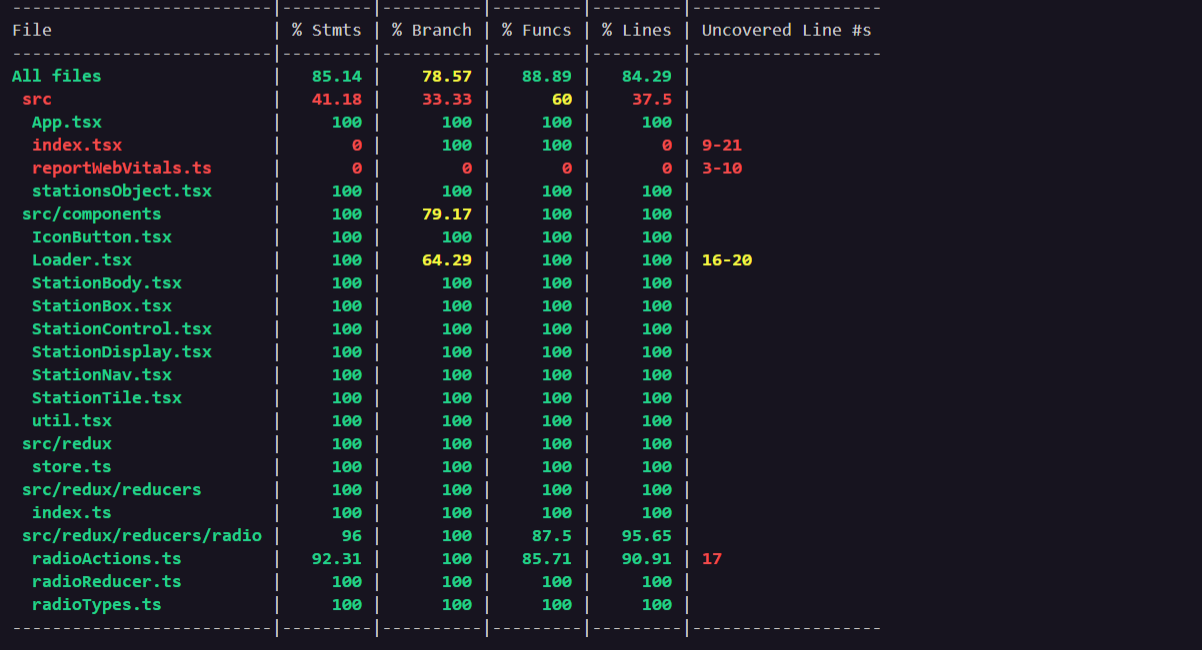 ---------------------------|---------|----------|---------|---------|-------------------
File                       | % Stmts | % Branch | % Funcs | % Lines | Uncovered Line #s
---------------------------|---------|----------|---------|---------|-------------------
All files                  |   85.14 |    78.57 |   88.89 |   84.29 |
 src                       |   41.18 |    33.33 |      60 |    37.5 |
  App.tsx                  |     100 |      100 |     100 |     100 |
  index.tsx                |       0 |      100 |     100 |       0 | 9-21
  reportWebVitals.ts       |       0 |        0 |       0 |       0 | 3-10
  stationsObject.tsx       |     100 |      100 |     100 |     100 |
 src/components            |     100 |    79.17 |     100 |     100 |
  IconButton.tsx           |     100 |      100 |     100 |     100 |
  Loader.tsx               |     100 |    64.29 |     100 |     100 | 16-20
  StationBody.tsx          |     100 |      100 |     100 |     100 |
  StationBox.tsx           |     100 |      100 |     100 |     100 |
  StationControl.tsx       |     100 |      100 |     100 |     100 |
  StationDisplay.tsx       |     100 |      100 |     100 |     100 |
  StationNav.tsx           |     100 |      100 |     100 |     100 |
  StationTile.tsx          |     100 |      100 |     100 |     100 |
  util.tsx                 |     100 |      100 |     100 |     100 |
 src/redux                 |     100 |      100 |     100 |     100 |
  store.ts                 |     100 |      100 |     100 |     100 |
 src/redux/reducers        |     100 |      100 |     100 |     100 |
  index.ts                 |     100 |      100 |     100 |     100 |
 src/redux/reducers/radio  |      96 |      100 |    87.5 |   95.65 |
  radioActions.ts          |   92.31 |      100 |   85.71 |   90.91 | 17
  radioReducer.ts          |     100 |      100 |     100 |     100 |
  radioTypes.ts            |     100 |      100 |     100 |     100 |
---------------------------|---------|----------|---------|---------|-------------------